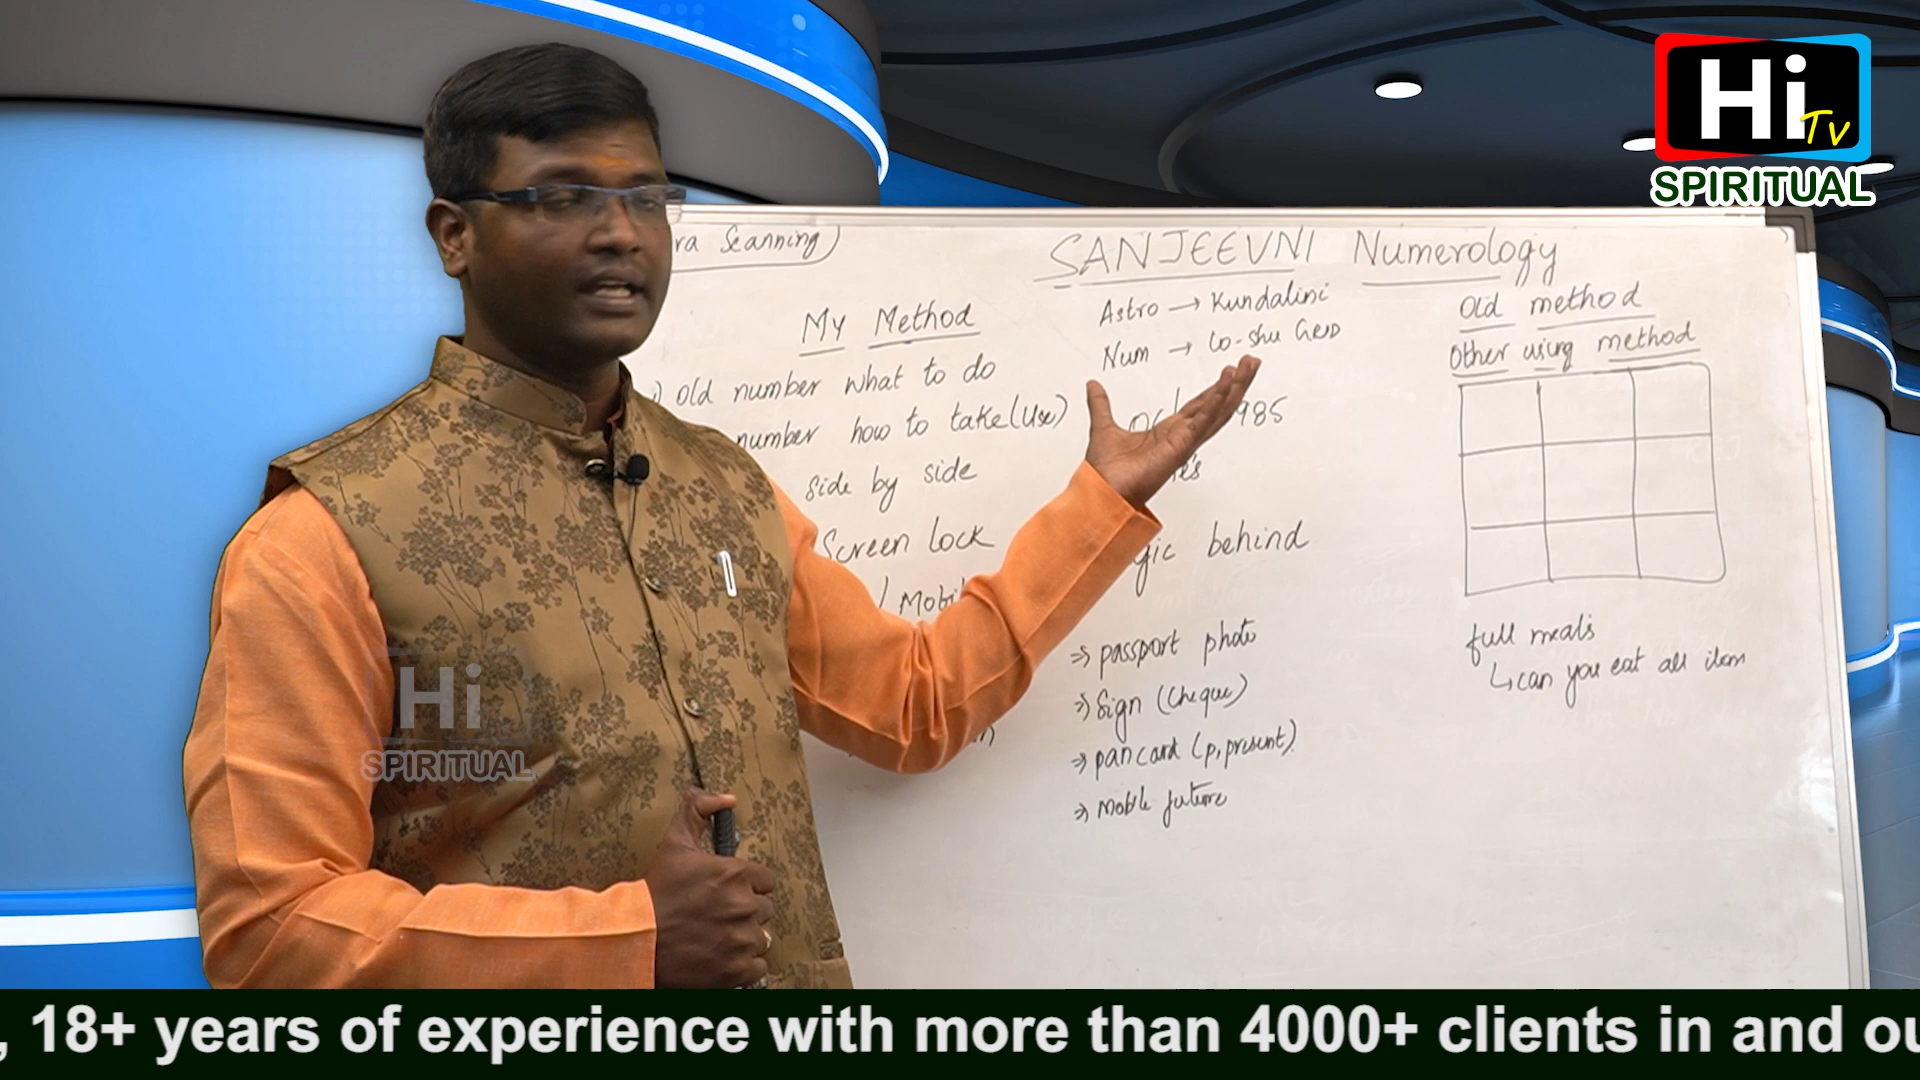 Hi
Tv
SPIRITUAL
ra Scanning)
SANJEEVNI Numerology
My Method
old number what to do
number how to take (Use)
side by side
Screen lock
/ Mobi
Astro → Kundalini
Num → Lo-Shu Grid
985
behind
⇒ passport photo
⇒ Sign (Cheque)
⇒ pan card (p, present)
⇒ Mobile future
Old method
Other using method
full meals
↳ can you eat all item
Hi
SPIRITUAL
, 18+ years of experience with more than 4000+ clients in and ou